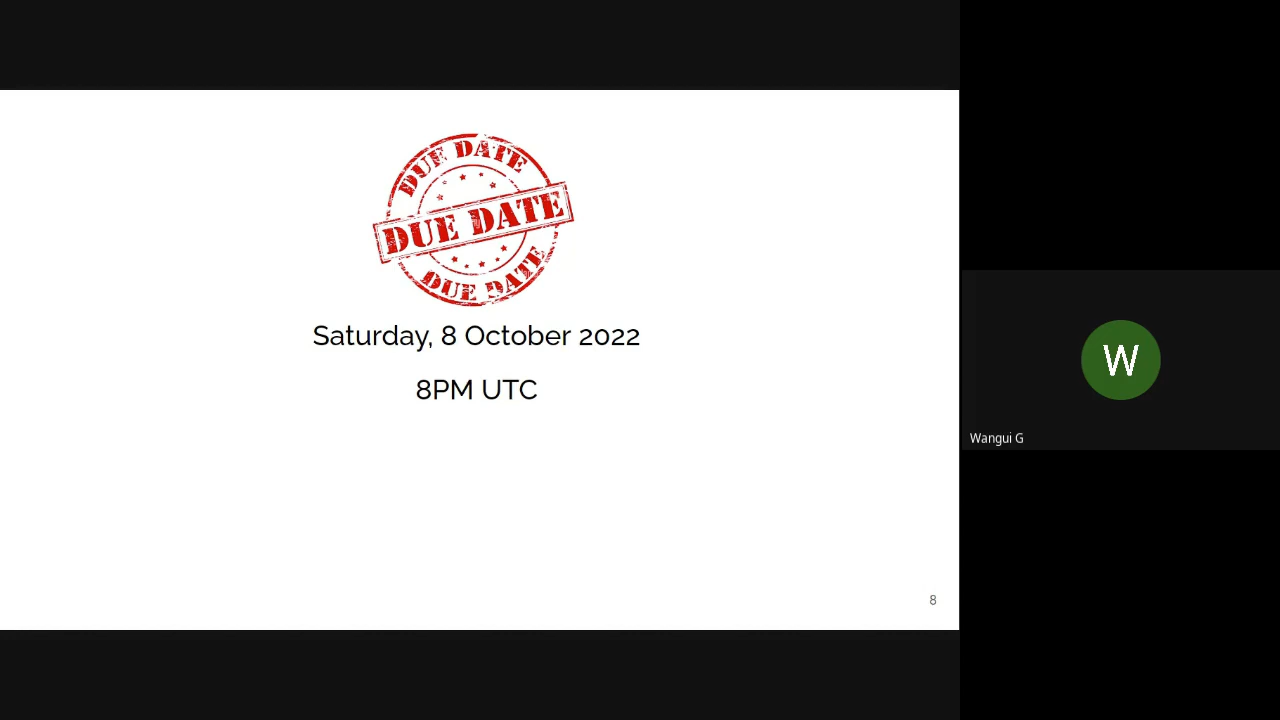 DUE DATE
DUE DATE
DUE DATE
Saturday, 8 October 2022
8PM UTC
8
W
Wangui G